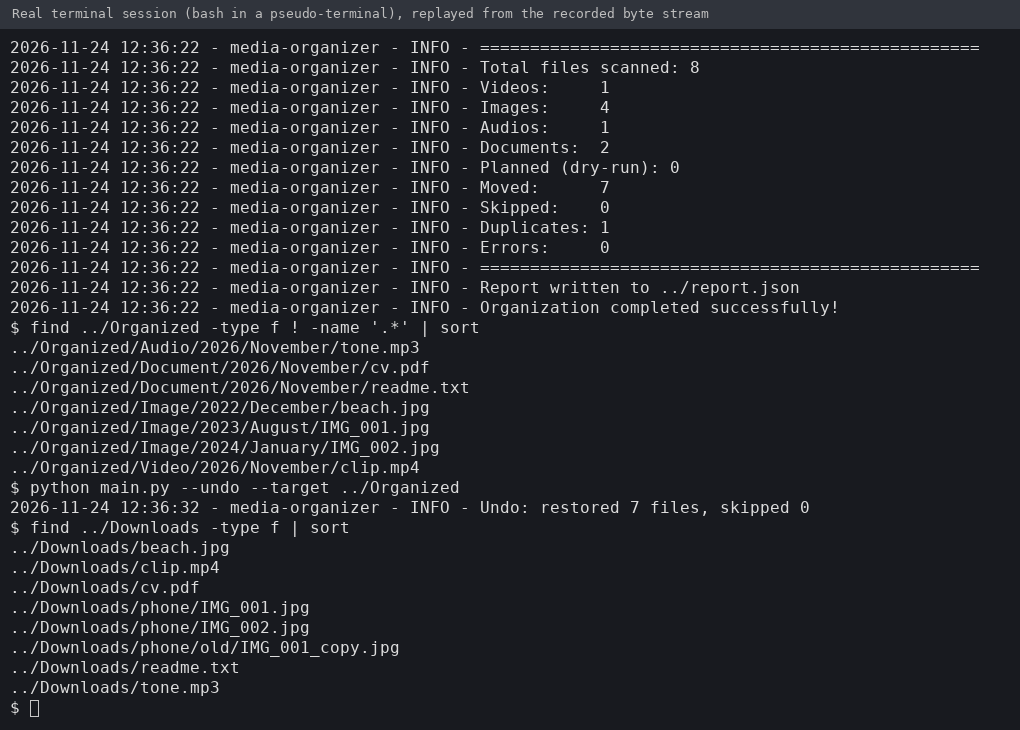 Real terminal session (bash in a pseudo-terminal), replayed from the recorded byte stream
2026-11-24 12:36:22 - media-organizer - INFO - ==================================================
2026-11-24 12:36:22 - media-organizer - INFO - Total files scanned: 8
2026-11-24 12:36:22 - media-organizer - INFO - Videos:     1
2026-11-24 12:36:22 - media-organizer - INFO - Images:     4
2026-11-24 12:36:22 - media-organizer - INFO - Audios:     1
2026-11-24 12:36:22 - media-organizer - INFO - Documents:  2
2026-11-24 12:36:22 - media-organizer - INFO - Planned (dry-run): 0
2026-11-24 12:36:22 - media-organizer - INFO - Moved:      7
2026-11-24 12:36:22 - media-organizer - INFO - Skipped:    0
2026-11-24 12:36:22 - media-organizer - INFO - Duplicates: 1
2026-11-24 12:36:22 - media-organizer - INFO - Errors:     0
2026-11-24 12:36:22 - media-organizer - INFO - ==================================================
2026-11-24 12:36:22 - media-organizer - INFO - Report written to ../report.json
2026-11-24 12:36:22 - media-organizer - INFO - Organization completed successfully!
$ find ../Organized -type f ! -name '.*' | sort
../Organized/Audio/2026/November/tone.mp3
../Organized/Document/2026/November/cv.pdf
../Organized/Document/2026/November/readme.txt
../Organized/Image/2022/December/beach.jpg
../Organized/Image/2023/August/IMG_001.jpg
../Organized/Image/2024/January/IMG_002.jpg
../Organized/Video/2026/November/clip.mp4
$ python main.py --undo --target ../Organized
2026-11-24 12:36:32 - media-organizer - INFO - Undo: restored 7 files, skipped 0
$ find ../Downloads -type f | sort
../Downloads/beach.jpg
../Downloads/clip.mp4
../Downloads/cv.pdf
../Downloads/phone/IMG_001.jpg
../Downloads/phone/IMG_002.jpg
../Downloads/phone/old/IMG_001_copy.jpg
../Downloads/readme.txt
../Downloads/tone.mp3
$